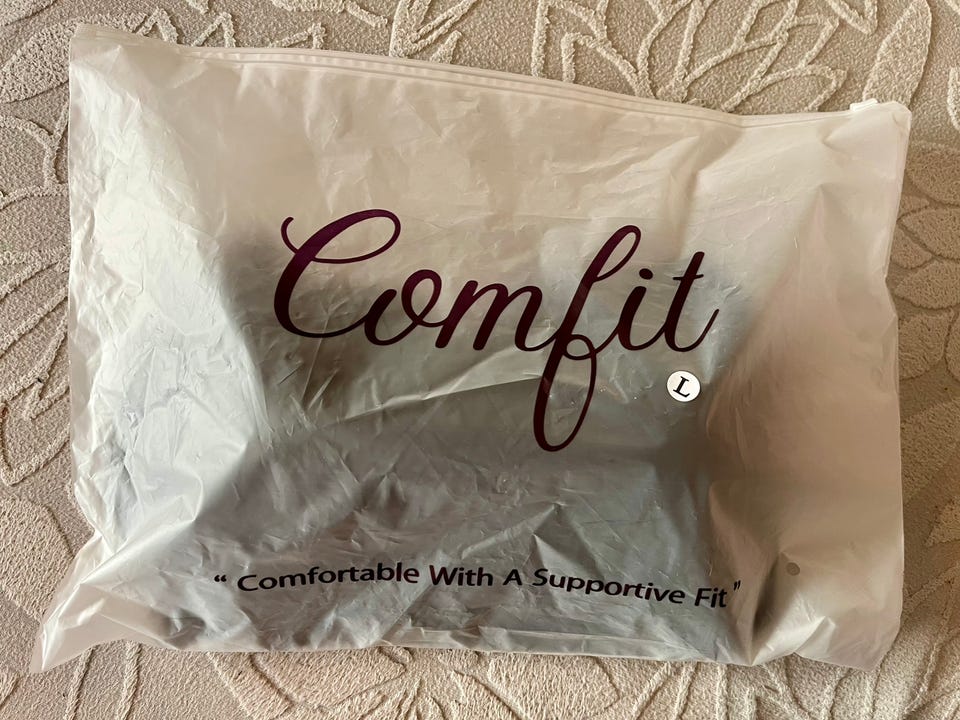 Comfit
L
“ Comfortable With A Supportive Fit ”